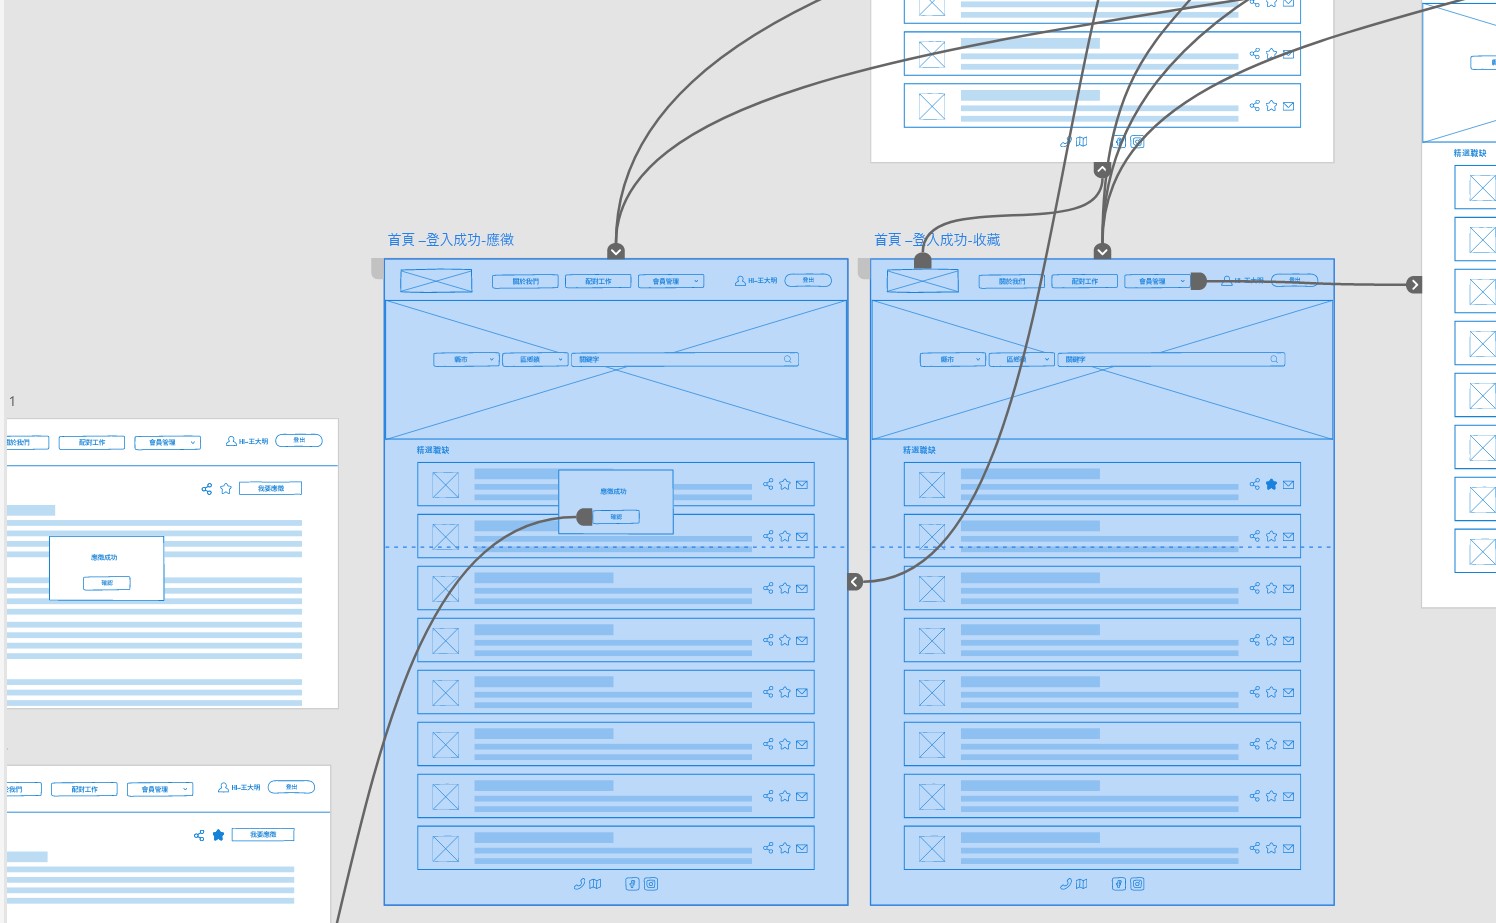 精選職缺
首頁 –登入成功-應徵
首頁 –登入成功-收藏
關於我們 配對工作 會員管理 Hi~王大明 登出
關於我們 配對工作 會員管理 Hi~王大明 登出
縣市 區鄉鎮 關鍵字
縣市 區鄉鎮 關鍵字
1
於我們 配對工作 會員管理 Hi~王大明 登出
精選職缺
精選職缺
我要應徵
應徵成功
確認
應徵成功
確認
我們 配對工作 會員管理 Hi~王大明 登出
我要應徵